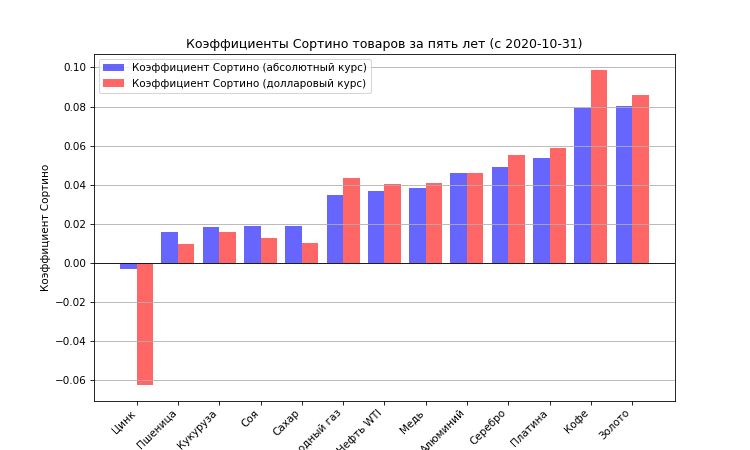 Коэффициенты Сортино товаров за пять лет (с 2020-10-31)
Коэффициент Сортино (абсолютный курс)
Коэффициент Сортино (долларовый курс)
Коэффициент Сортино
0.10
0.08
0.06
0.04
0.02
0.00
−0.02
−0.04
−0.06
Цинк
Пшеница
Кукуруза
Соя
Сахар
газ
Нефть WTI
Медь
Алюминий
Серебро
Платина
Кофе
Золото